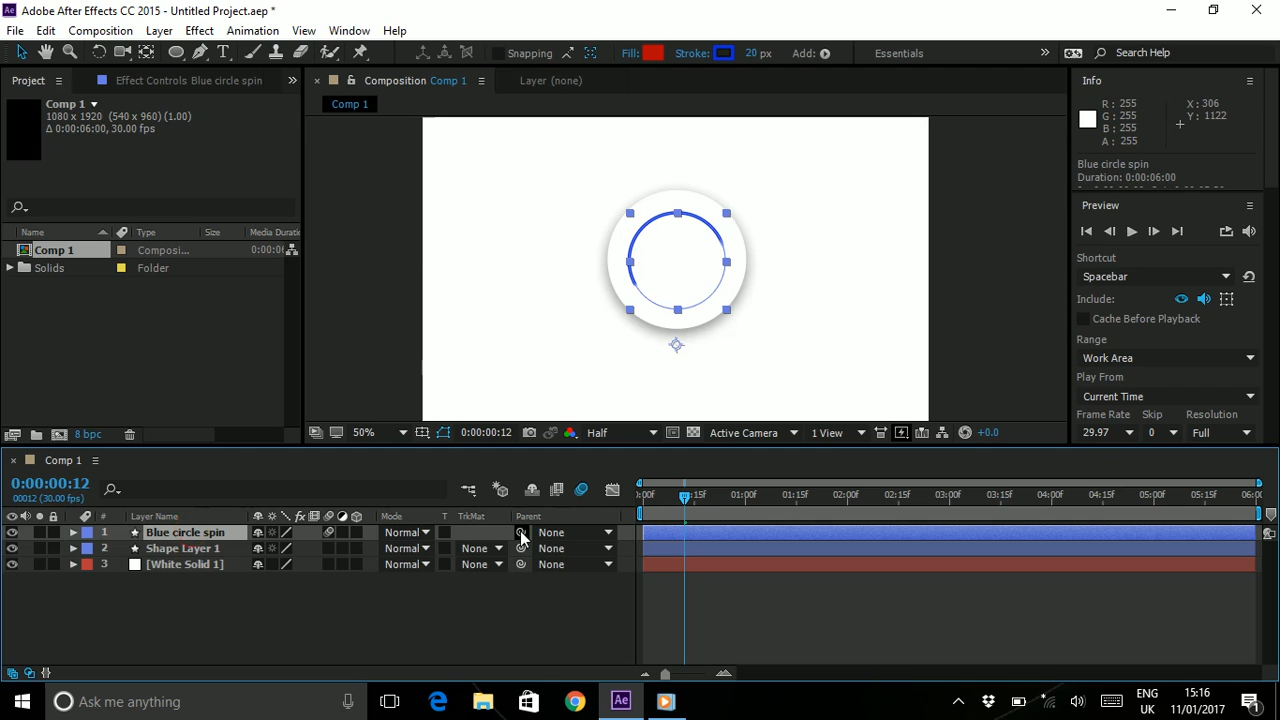 Adobe After Effects CC 2015 - Untitled Project.aep *
File Edit Composition Layer Effect Animation View Window Help
Snapping Fill: Stroke: 20 px Add: Essentials Search Help
Project Effect Controls Blue circle spin Composition Comp 1 Layer (none) Info
Comp 1
1080 x 1920 (540 x 960) (1.00)
Δ 0:00:06:00, 30.00 fps
Comp 1
R: 255
G: 255
B: 255
A: 255
X: 306
Y: 1122
Blue circle spin
Duration: 0:00:06:00
Preview
Name Type Size Media Duratio
Comp 1 Composi... 0:00:06
Solids Folder
Shortcut
Spacebar
Include:
Cache Before Playback
Range
Work Area
Play From
Current Time
Frame Rate Skip Resolution
29.97 0 Full
8 bpc 50% 0:00:00:12 Half Active Camera 1 View +0.0
Comp 1
0:00:00:12
00012 (30.00 fps)
0:00f 15f 01:00f 01:15f 02:00f 02:15f 03:00f 03:15f 04:00f 04:15f 05:00f 05:15f 06:0
# Layer Name Mode T TrkMat Parent
1 Blue circle spin Normal None
2 Shape Layer 1 Normal None None
3 [White Solid 1] Normal None None
Ask me anything
ENG
UK
15:16
11/01/2017